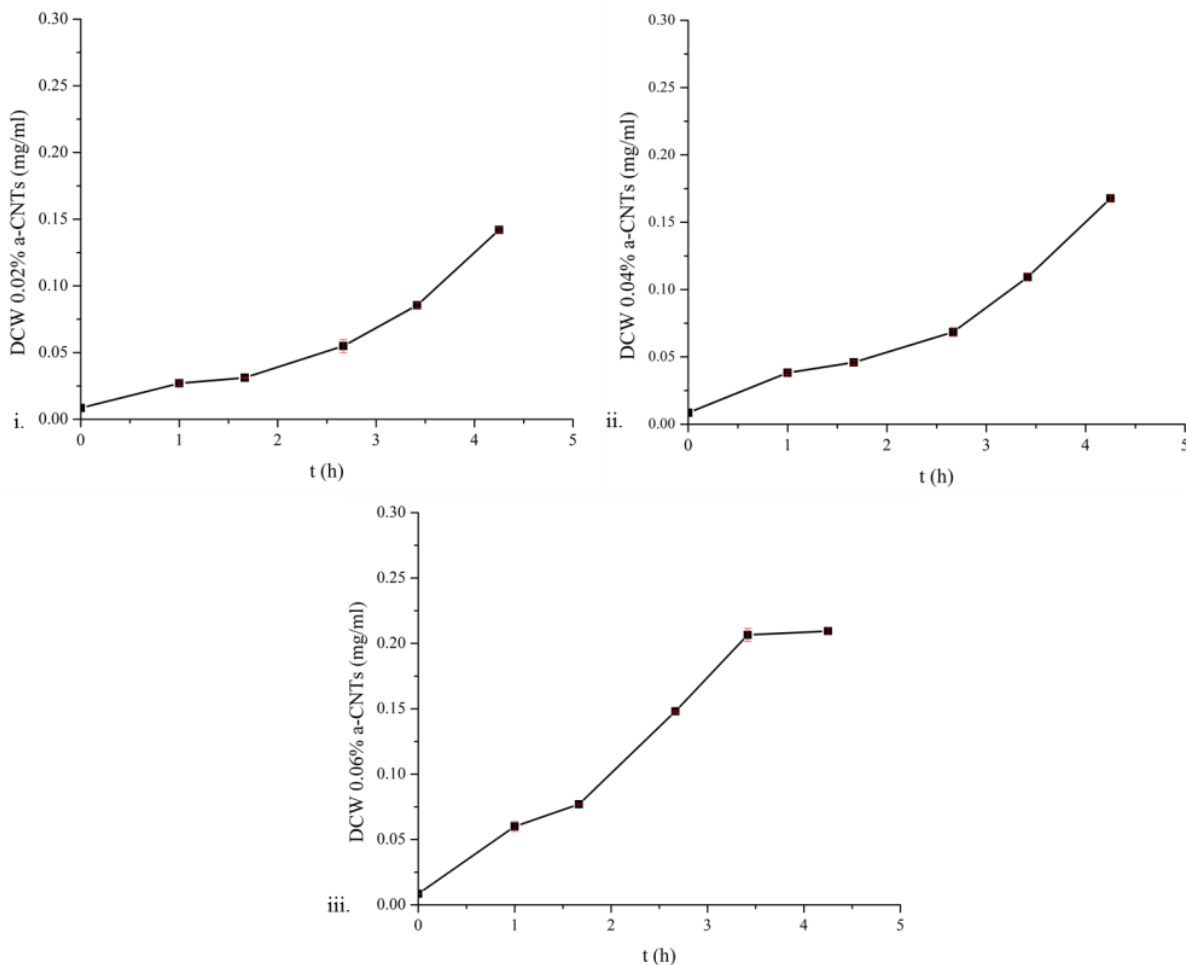 DCW 0.02% a-CNTs (mg/ml)
0.30
0.25
0.20
0.15
0.10
0.05
0.00
i.
0 1 2 3 4 5
t (h)
DCW 0.04% a-CNTs (mg/ml)
0.30
0.25
0.20
0.15
0.10
0.05
0.00
ii.
0 1 2 3 4 5
t (h)
DCW 0.06% a-CNTs (mg/ml)
0.30
0.25
0.20
0.15
0.10
0.05
0.00
iii.
0 1 2 3 4 5
t (h)